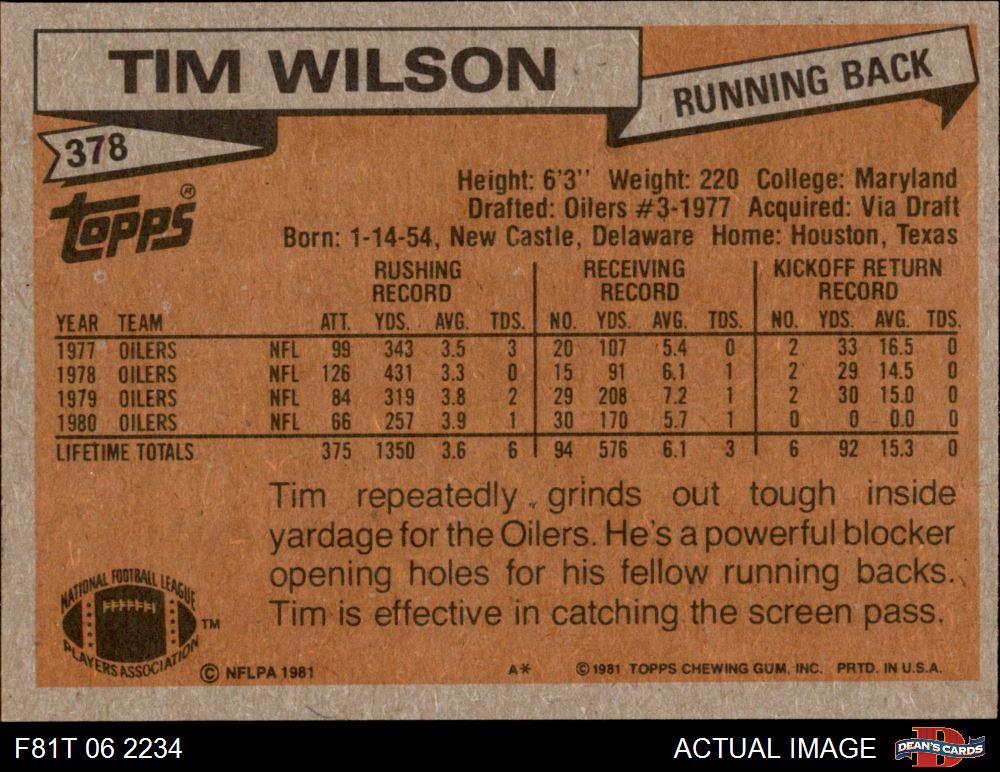 TIM WILSON
RUNNING BACK
378
TOPPS®
Height: 6'3'' Weight: 220 College: Maryland
Drafted: Oilers #3-1977 Acquired: Via Draft
Born: 1-14-54, New Castle, Delaware Home: Houston, Texas
RUSHING RECORD RECEIVING RECORD KICKOFF RETURN RECORD
YEAR TEAM ATT. YDS. AVG. TDS. NO. YDS. AVG. TDS. NO. YDS. AVG. TDS.
1977 OILERS NFL 99 343 3.5 3 20 107 5.4 0 2 33 16.5 0
1978 OILERS NFL 126 431 3.3 0 15 91 6.1 1 2 29 14.5 0
1979 OILERS NFL 84 319 3.8 2 29 208 7.2 1 2 30 15.0 0
1980 OILERS NFL 66 257 3.9 1 30 170 5.7 1 0 0 0.0 0
LIFETIME TOTALS 375 1350 3.6 6 94 576 6.1 3 6 92 15.3 0
Tim repeatedly grinds out tough inside
yardage for the Oilers. He's a powerful blocker
opening holes for his fellow running backs.
Tim is effective in catching the screen pass.
NATIONAL FOOTBALL LEAGUE
PLAYERS ASSOCIATION
TM
© NFLPA 1981 A* © 1981 TOPPS CHEWING GUM, INC. PRTD. IN U.S.A.
F81T 06 2234 ACTUAL IMAGE DEAN'S CARDS